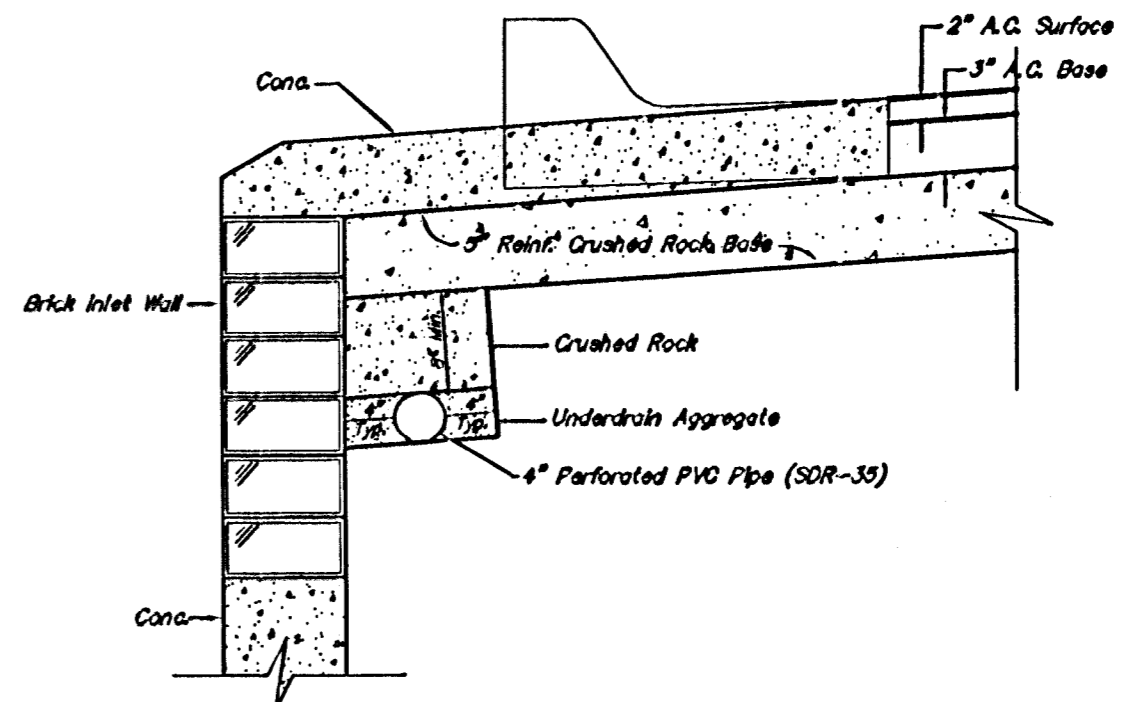 2" A.C. Surface
3" A.C. Base
Conc.
5" Reinf. Crushed Rock Base
Brick Inlet Wall
Min.
Crushed Rock
4" 4"
Typ. Typ.
Underdrain Aggregate
4" Perforated PVC Pipe (SDR-35)
Conc.